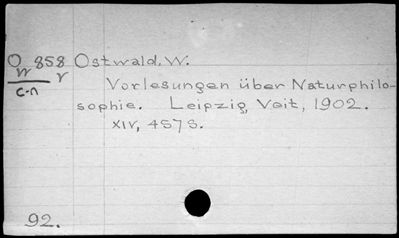 O 858 Ostwald, W.
W v
c-n
Vorlesungen über Naturphilo-
sophie. Leipzig, Veit, 1902.
XIV, 457 S.
92.